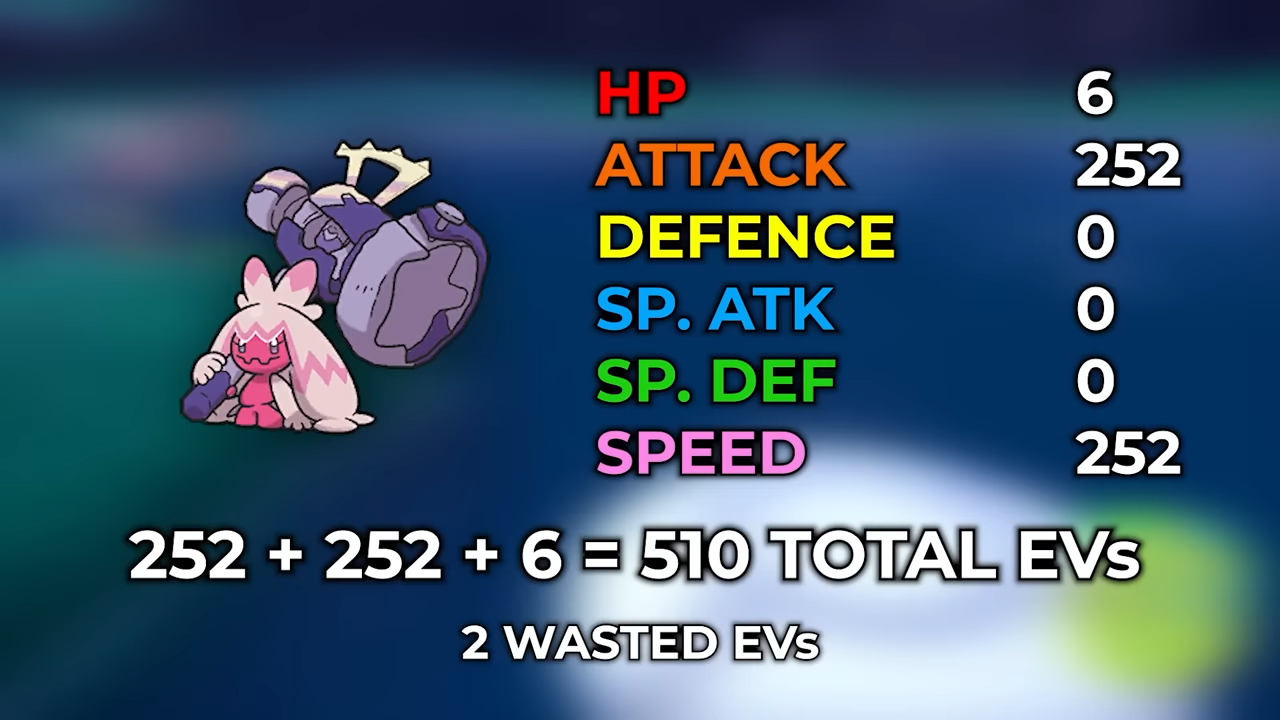 HP 6
ATTACK 252
DEFENCE 0
SP. ATK 0
SP. DEF 0
SPEED 252
252 + 252 + 6 = 510 TOTAL EVs
2 WASTED EVs